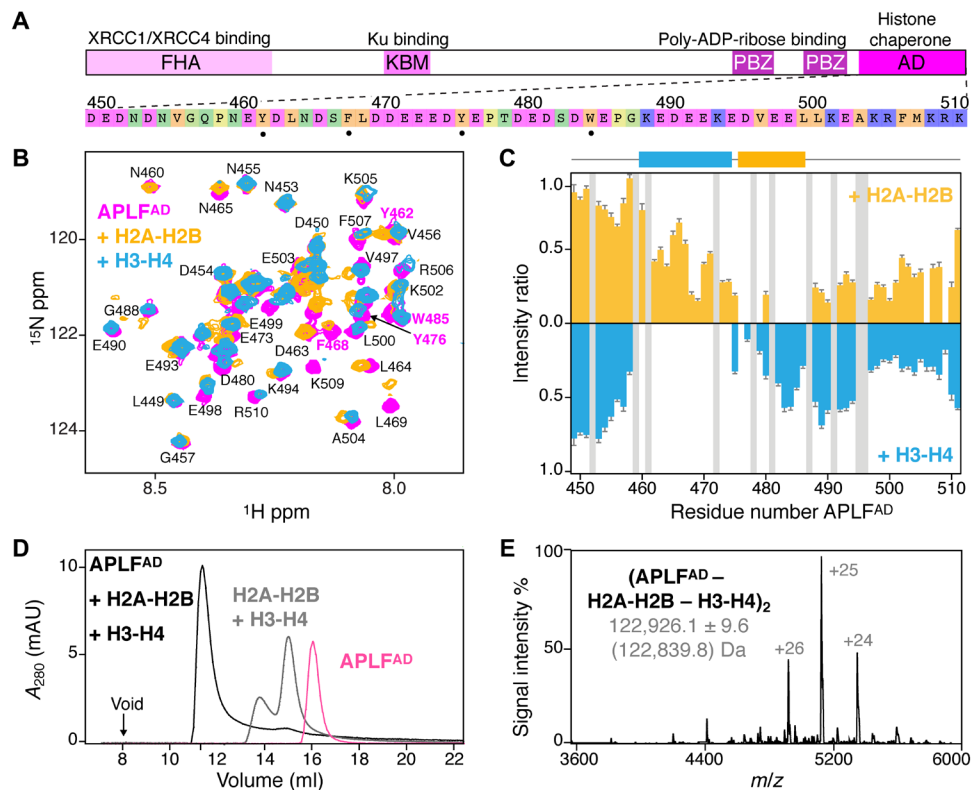 A
XRCC1/XRCC4 binding
Ku binding
Poly-ADP-ribose binding
Histone
chaperone
FHA
KBM
PBZ
PBZ
AD
450 460 470 480 490 500 510
D E D N D N V G Q P N E Y D L N D S F L D D E E E D Y E P T D E D S D W E P G K E D E E K E D V E E L L K E A K R F M K R K
B
APLFAD
+ H2A-H2B
+ H3-H4
N460
N465
N455
N453
K505
Y462
D450
F507
V456
E503
V497
R506
D454
K502
G488
W485
E490
E499
E473
F468
L500
Y476
E493
D463
L464
D480
K494
K509
L449
E498
R510
L469
A504
G457
120
122
124
15N ppm
8.5
8.0
1H ppm
C
+ H2A-H2B
+ H3-H4
1.0
0.5
0.0
0.5
1.0
Intensity ratio
450 460 470 480 490 500 510
Residue number APLFAD
D
APLFAD
+ H2A-H2B
+ H3-H4
H2A-H2B
+ H3-H4
APLFAD
Void
10
5
0
A280 (mAU)
8 10 12 14 16 18 20 22
Volume (ml)
E
(APLFAD –
H2A-H2B – H3-H4)2
122,926.1 ± 9.6
(122,839.8) Da
+25
+26
+24
100
50
0
Signal intensity %
3600 4400 5200 6000
m/z